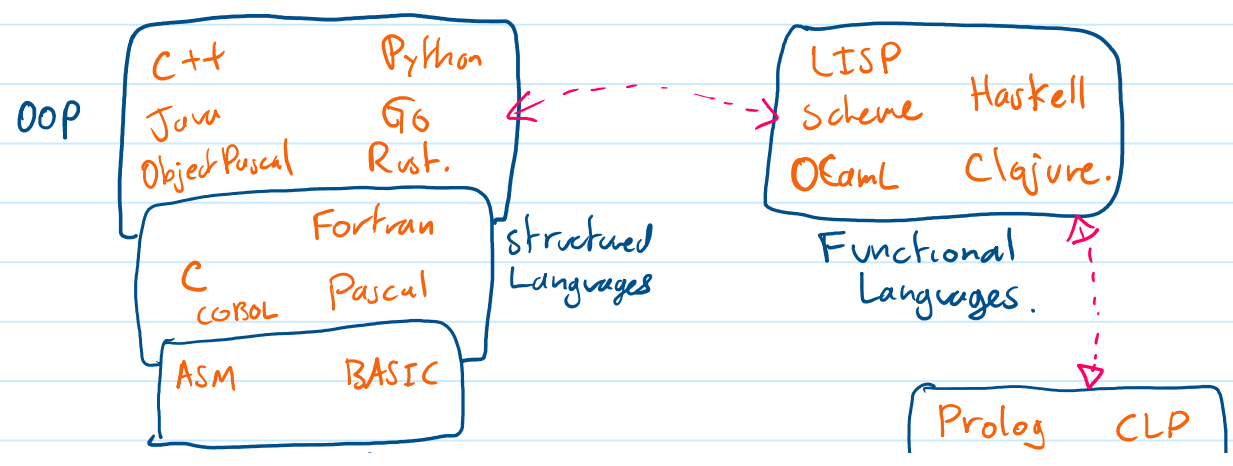 C++ Python
OOP Java Go
ObjectPascal Rust.
Fortran
C Pascal
COBOL
ASM BASIC
Structured
Languages
LISP
Haskell
Scheme
OCamL Clojure.
Functional
Languages.
Prolog CLP